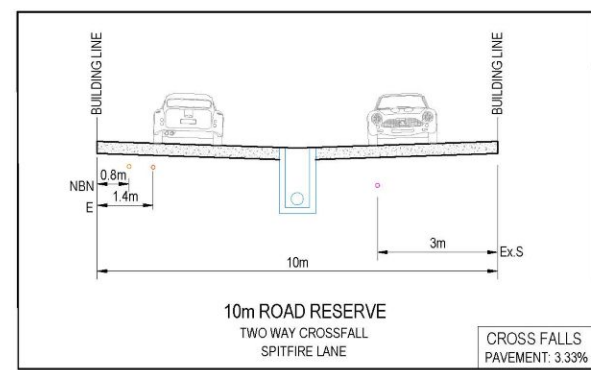 BUILDING LINE
BUILDING LINE
NBN
0.8m
E
1.4m
3m
Ex.S
10m
10m ROAD RESERVE
TWO WAY CROSSFALL
SPITFIRE LANE
CROSS FALLS
PAVEMENT: 3.33%